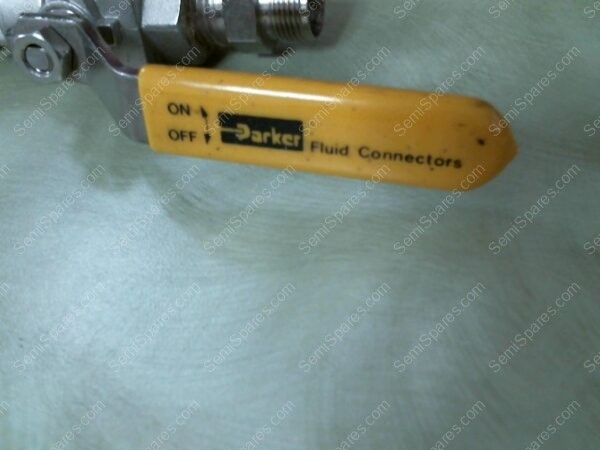 ON
OFF
Parker Fluid Connectors
SemiSpares.com